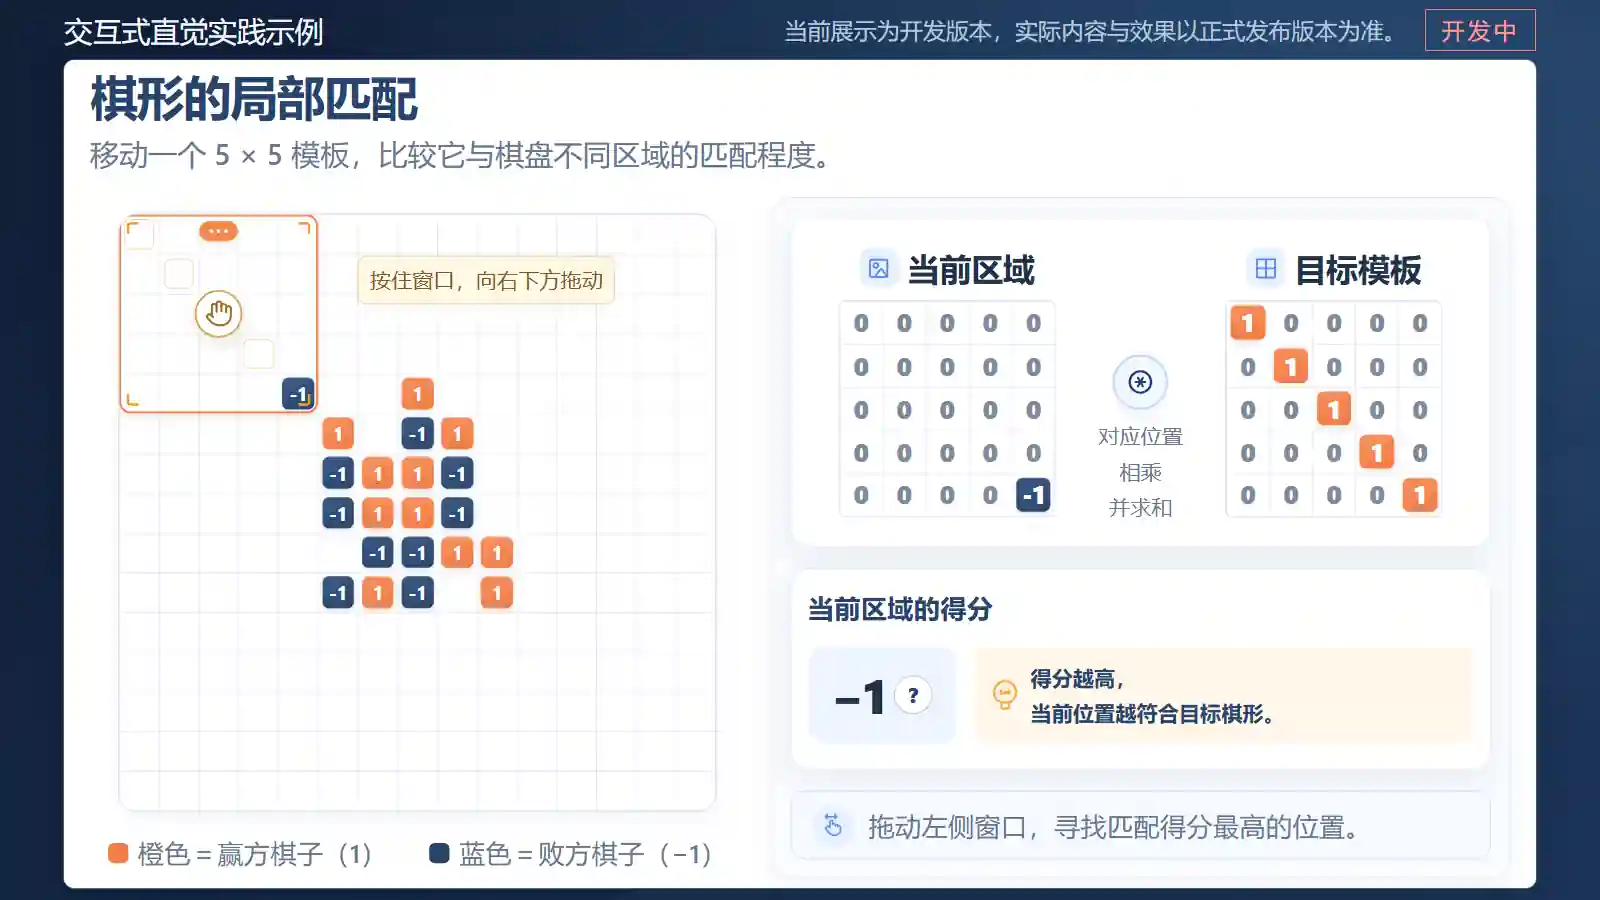 交互式直觉实践示例
当前展示为开发版本，实际内容与效果以正式发布版本为准。
开发中
棋形的局部匹配
移动一个 5 × 5 模板，比较它与棋盘不同区域的匹配程度。
按住窗口，向右下方拖动
-1 1
1 -1 1
-1 1 1 -1
-1 1 1 -1
-1 -1 1 1
-1 1 -1 1
橙色 = 赢方棋子（1） 蓝色 = 败方棋子（−1）
当前区域
0 0 0 0 0
0 0 0 0 0
0 0 0 0 0
0 0 0 0 0
0 0 0 0 -1
对应位置
相乘
并求和
目标模板
1 0 0 0 0
0 1 0 0 0
0 0 1 0 0
0 0 0 1 0
0 0 0 0 1
当前区域的得分
−1 ?
得分越高，
当前位置越符合目标棋形。
拖动左侧窗口，寻找匹配得分最高的位置。